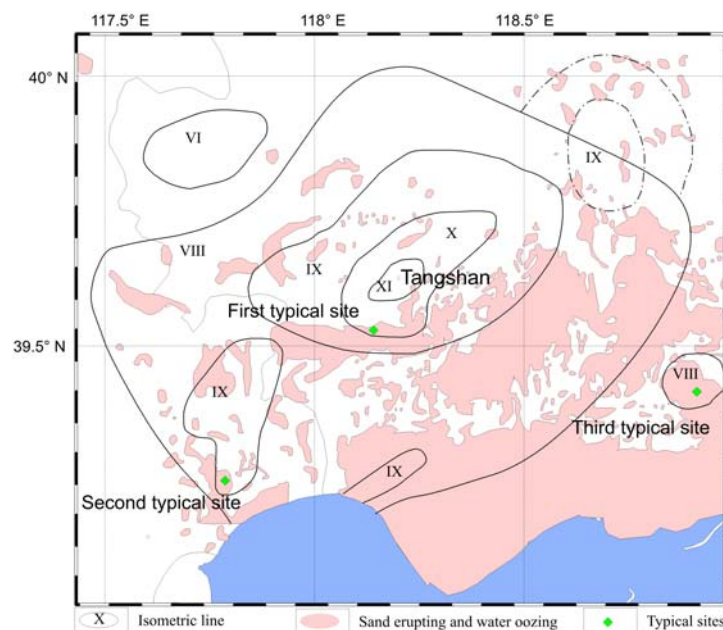 117.5° E
118° E
118.5° E
40° N
VI
IX
X
VIII
IX
XI
Tangshan
First typical site
39.5° N
VIII
IX
Third typical site
IX
Second typical site
X
Isometric line
Sand erupting and water oozing
Typical sites